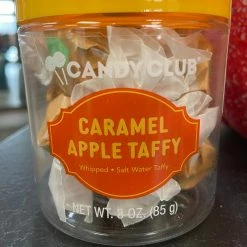 CANDY CLUB
CARAMEL
APPLE TAFFY
Whipped • Salt Water Taffy
NET WT. 3 OZ. (85 g)